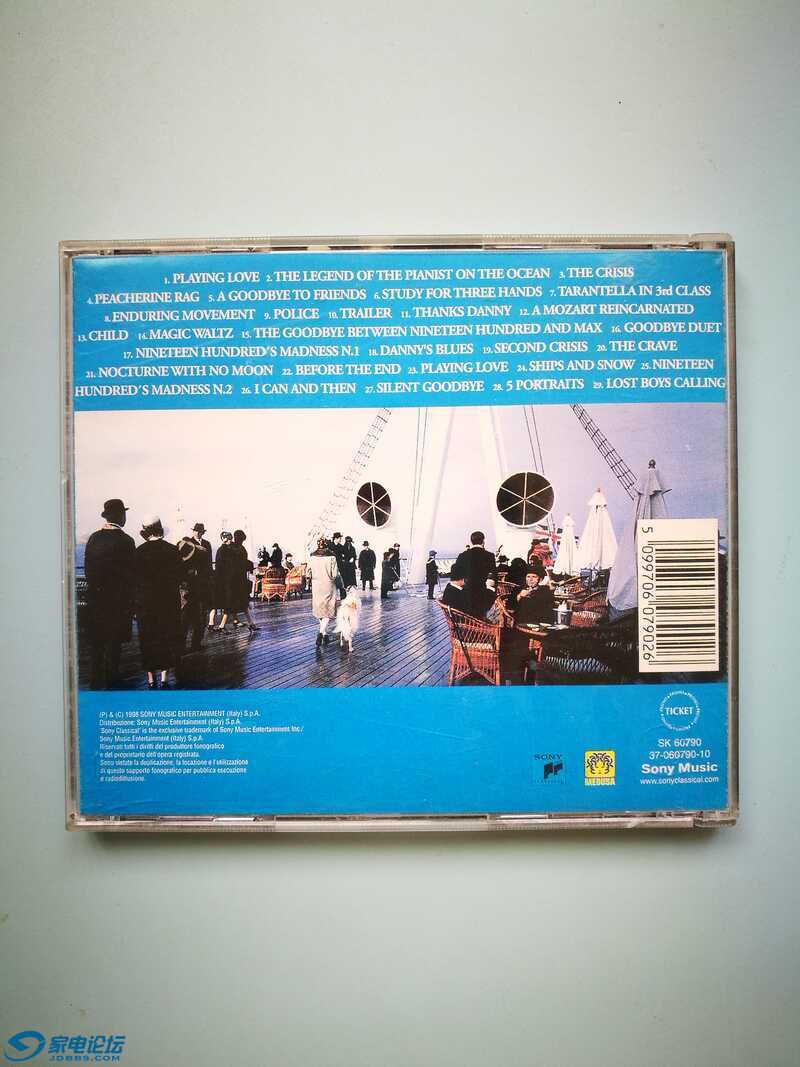 1. PLAYING LOVE 2. THE LEGEND OF THE PIANIST ON THE OCEAN 3. THE CRISIS
4. PEACHERINE RAG 5. A GOODBYE TO FRIENDS 6. STUDY FOR THREE HANDS 7. TARANTELLA IN 3rd CLASS
8. ENDURING MOVEMENT 9. POLICE 10. TRAILER 11. THANKS DANNY 12. A MOZART REINCARNATED
13. CHILD 14. MAGIC WALTZ 15. THE GOODBYE BETWEEN NINETEEN HUNDRED AND MAX 16. GOODBYE DUET
17. NINETEEN HUNDRED'S MADNESS N.1 18. DANNY'S BLUES 19. SECOND CRISIS 20. THE CRAVE
21. NOCTURNE WITH NO MOON 22. BEFORE THE END 23. PLAYING LOVE 24. SHIPS AND SNOW 25. NINETEEN
HUNDRED'S MADNESS N.2 26. I CAN AND THEN 27. SILENT GOODBYE 28. 5 PORTRAITS 29. LOST BOYS CALLING
5 099706 079026
(P) & (C) 1998 SONY MUSIC ENTERTAINMENT (Italy) S.p.A.
Distribuzione: Sony Music Entertainment (Italy) S.p.A.
'Sony Classical' is the exclusive trademark of Sony Music Entertainment Inc./
Sony Music Entertainment (Italy) S.p.A.
Riservati tutti i diritti del produttore fonografico
e del proprietario dell'opera registrata.
Sono vietate la duplicazione, la locazione e l'utilizzazione
di questo supporto fonografico per pubblica esecuzione
e radiodiffusione.
SONY
MEDUSA
TICKET
SK 60790
37-060790-10
Sony Music
www.sonyclassical.com
家电论坛
JDBBS.COM